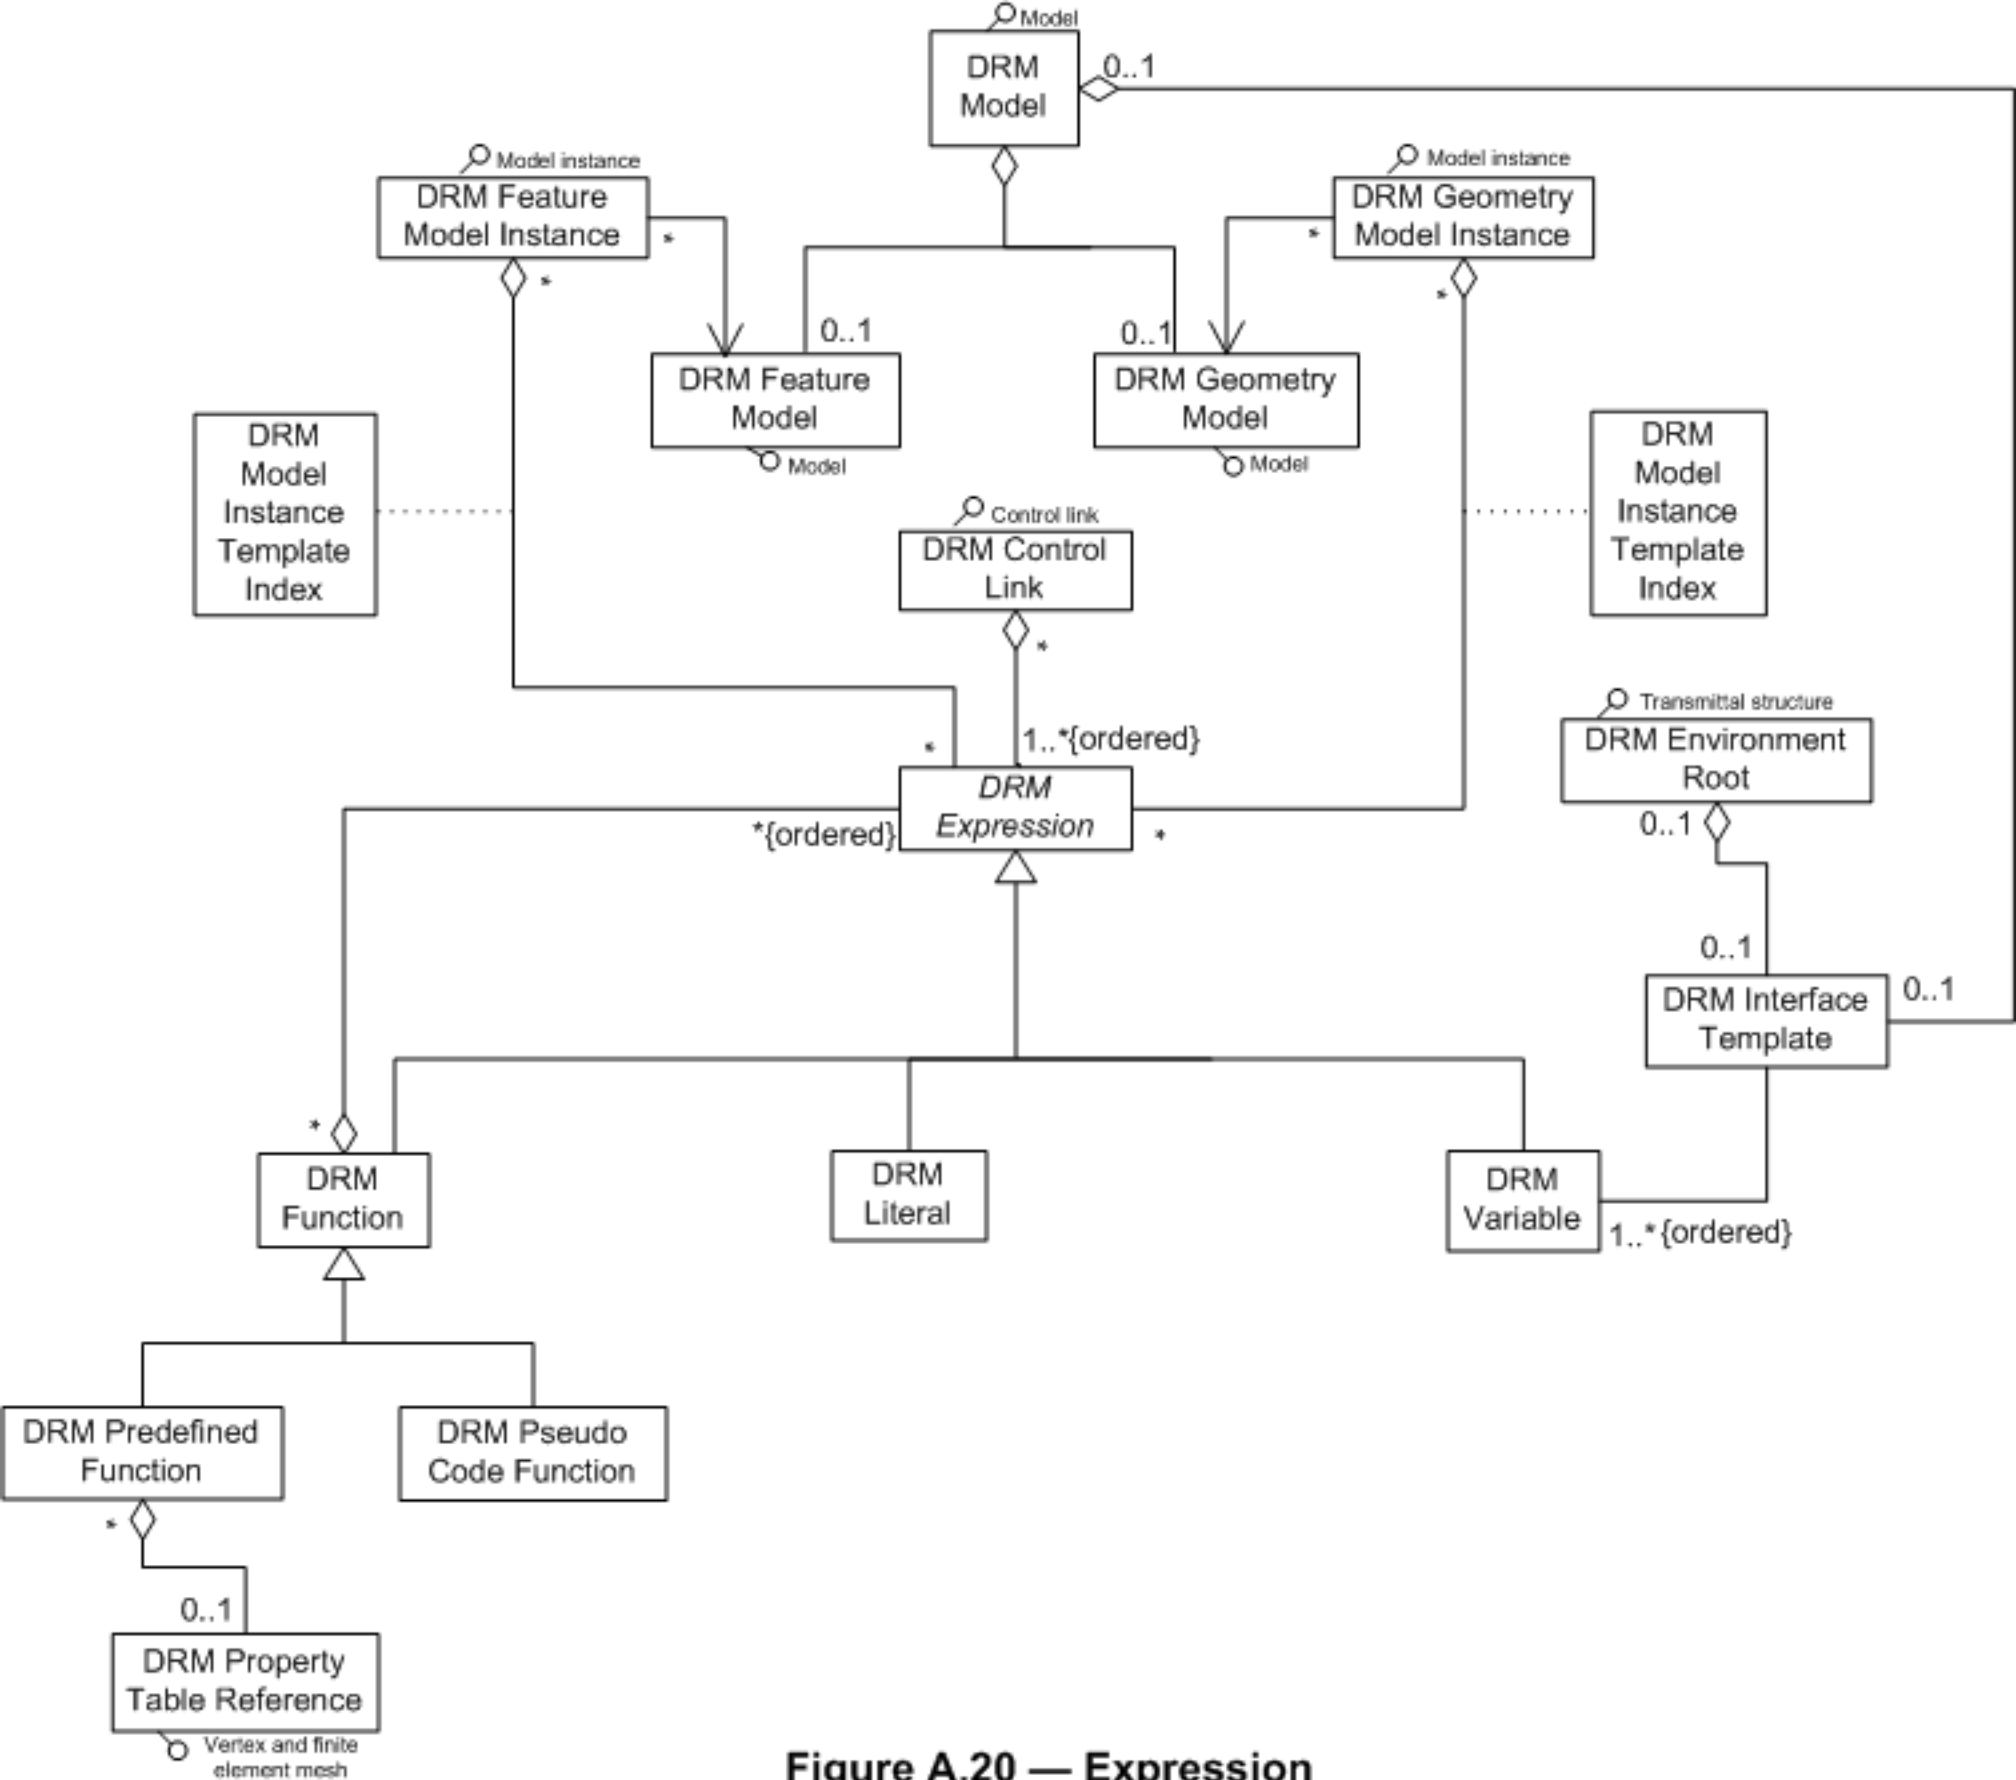 Model
DRM
Model
0..1
Model instance
DRM Feature
Model Instance
*
*
Model instance
DRM Geometry
Model Instance
*
*
0..1
0..1
DRM Feature
Model
Model
DRM Geometry
Model
Model
DRM
Model
Instance
Template
Index
DRM
Model
Instance
Template
Index
Control link
DRM Control
Link
*
1..*{ordered}
*
DRM
Expression
*{ordered}
*
Transmittal structure
DRM Environment
Root
0..1
0..1
DRM Interface
Template
0..1
*
DRM
Function
DRM
Literal
DRM
Variable
1..*{ordered}
DRM Predefined
Function
DRM Pseudo
Code Function
*
0..1
DRM Property
Table Reference
Vertex and finite
element mesh
Figure A.20 — Expression